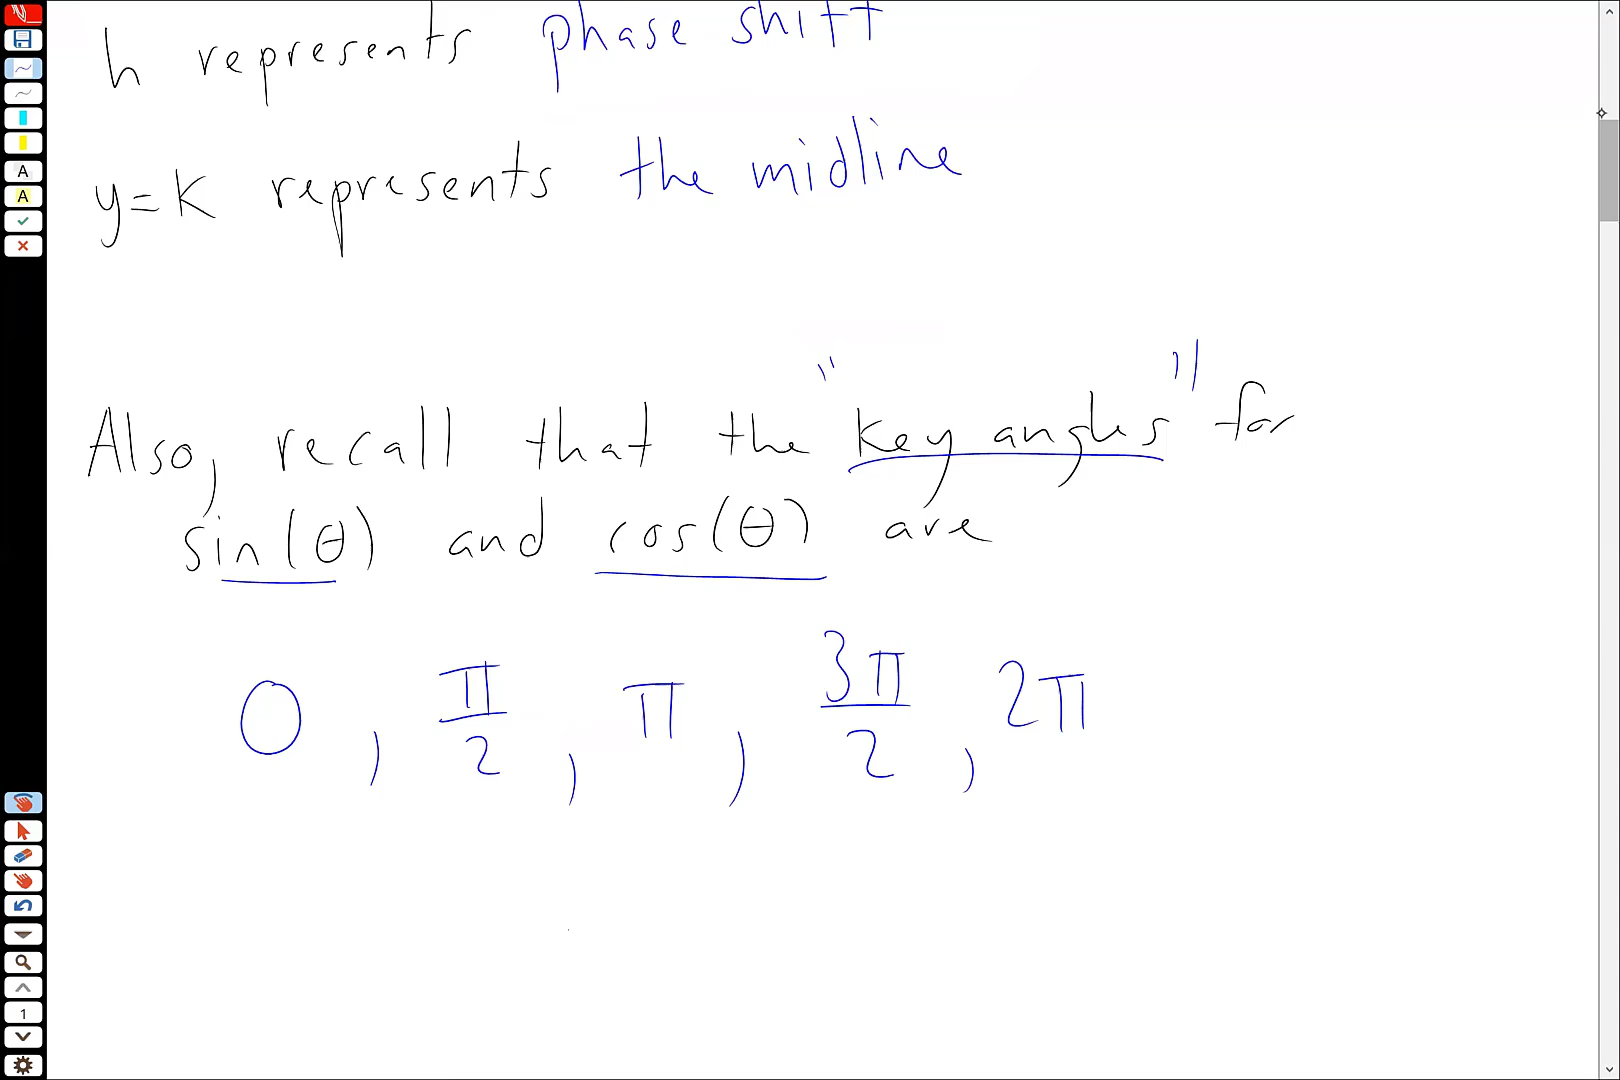 h represents phase shift
y=k represents the midline
Also, recall that the "key angles" for
sin(θ) and cos(θ) are
0, π/2, π, 3π/2, 2π
A
A
1